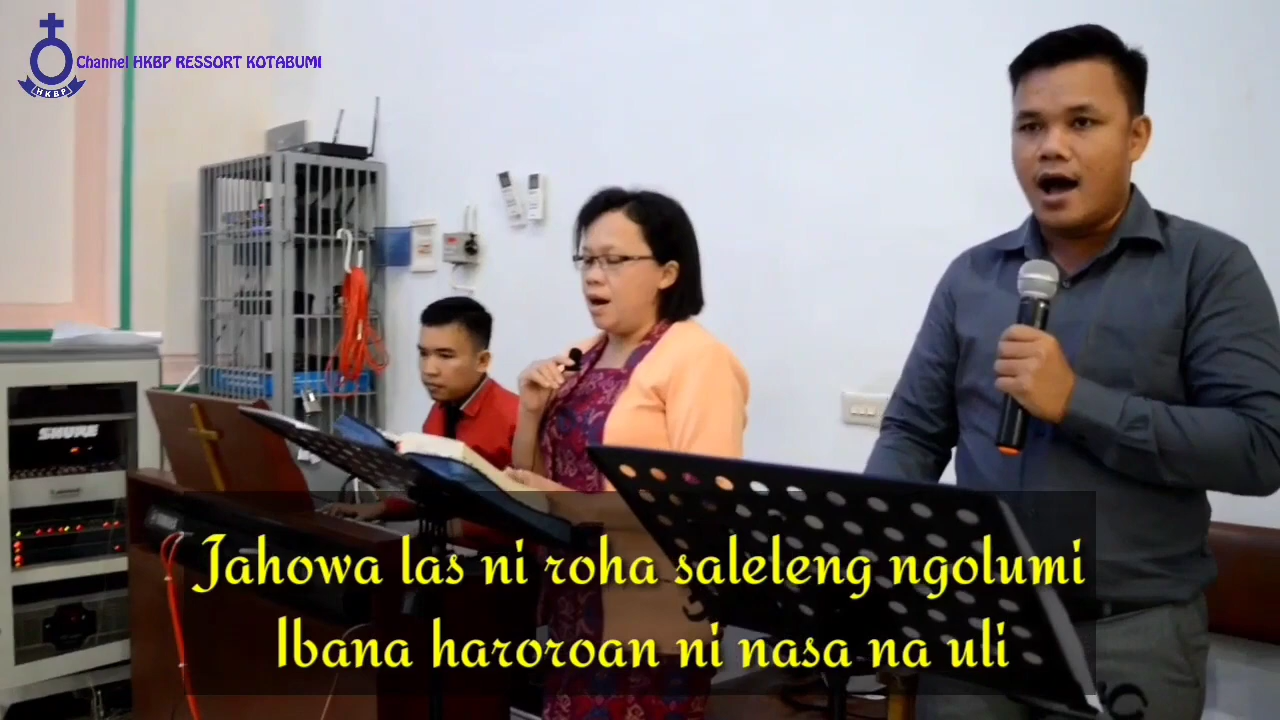 Channel HKBP RESSORT KOTABUMI
HKBP
SHURE
Jahowa las ni roha saleleng ngolumi
Ibana haroroan ni nasa na uli